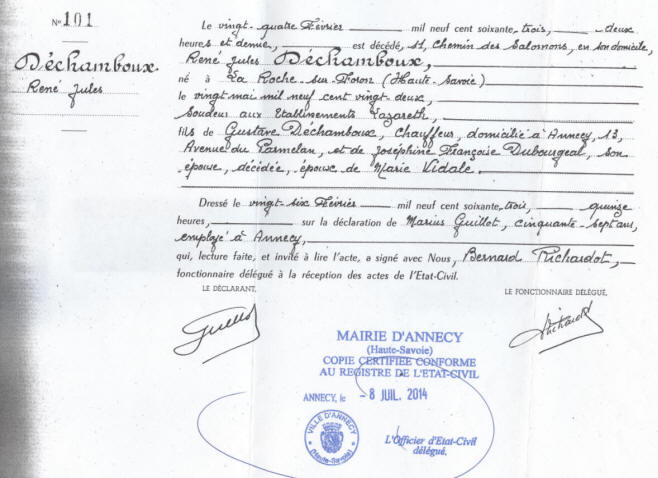 N° 101
Déchamboux
René Jules
Le vingt-quatre Février mil neuf cent soixante trois, deux
heures et demie, est décédé, 11, Chemin des Salomons, en son domicile,
René Jules Déchamboux,
né à La Roche-sur-Foron (Haute-Savoie)
le vingt mai mil neuf cent vingt-deux,
Soudeur aux Etablissements Lazareth,
fils de Gustave Déchamboux, Chauffeur, domicilié à Annecy, 13,
Avenue du Parmelan, et de Joséphine Françoise Dubourgeal, son
épouse, décédée, époux de Marie Vidale.
Dressé le vingt-six Février mil neuf cent soixante trois, quinze
heures, sur la déclaration de Marius Guillot, cinquante-sept ans,
employé à Annecy,
qui, lecture faite, et invité à lire l'acte, a signé avec Nous, Bernard Richardot,
fonctionnaire délégué à la réception des actes de l'Etat-Civil.
LE DÉCLARANT,
LE FONCTIONNAIRE DÉLÉGUÉ,
MAIRIE D'ANNECY
(Haute-Savoie)
COPIE CERTIFIÉE CONFORME
AU REGISTRE DE L'ETAT-CIVIL
ANNECY, le - 8 JUIL. 2014
VILLE D'ANNECY
(Haute-Savoie)
L'Officier d'Etat-Civil
délégué.